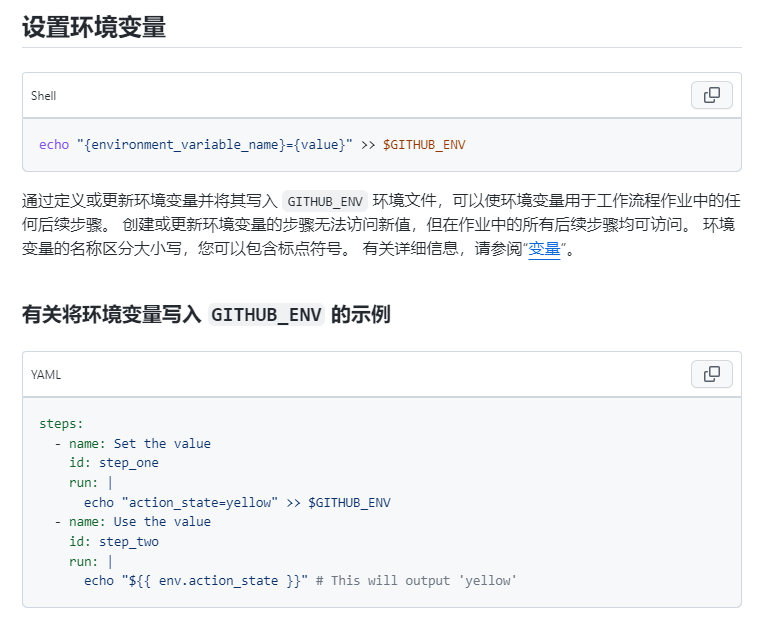 设置环境变量
Shell
echo "{environment_variable_name}={value}" >> $GITHUB_ENV
通过定义或更新环境变量并将其写入 GITHUB_ENV 环境文件，可以使环境变量用于工作流程作业中的任
何后续步骤。 创建或更新环境变量的步骤无法访问新值，但在作业中的所有后续步骤均可访问。 环境
变量的名称区分大小写，您可以包含标点符号。 有关详细信息，请参阅“变量”。
有关将环境变量写入 GITHUB_ENV 的示例
YAML
steps:
  - name: Set the value
    id: step_one
    run: |
      echo "action_state=yellow" >> $GITHUB_ENV
  - name: Use the value
    id: step_two
    run: |
      echo "${{ env.action_state }}" # This will output 'yellow'